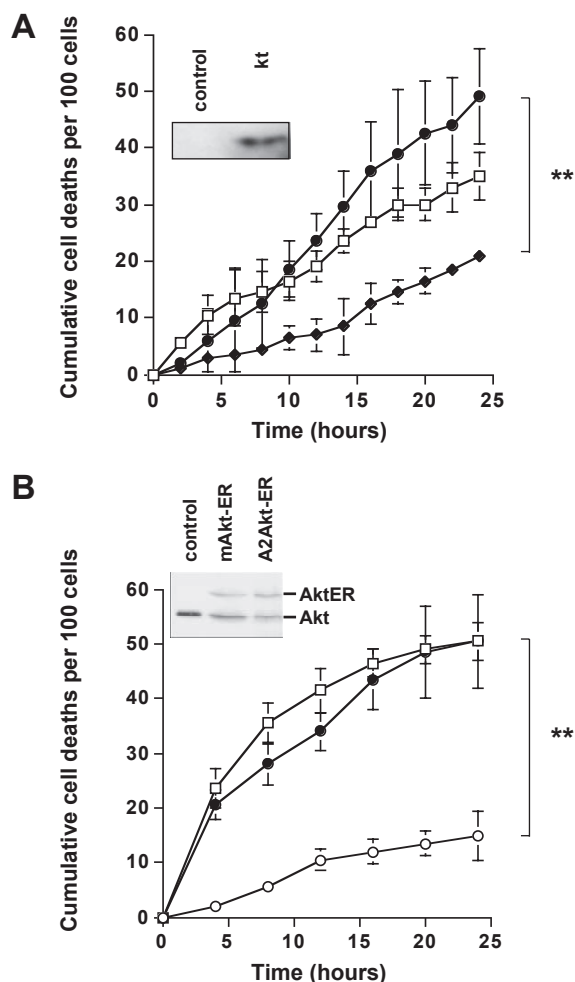 A
Cumulative cell deaths per 100 cells
60
50
40
30
20
10
0
control
kt
**
0 5 10 15 20 25
Time (hours)
B
Cumulative cell deaths per 100 cells
control
mAkt-ER
A2Akt-ER
AktER
Akt
60
50
40
30
20
10
0
**
0 5 10 15 20 25
Time (hours)